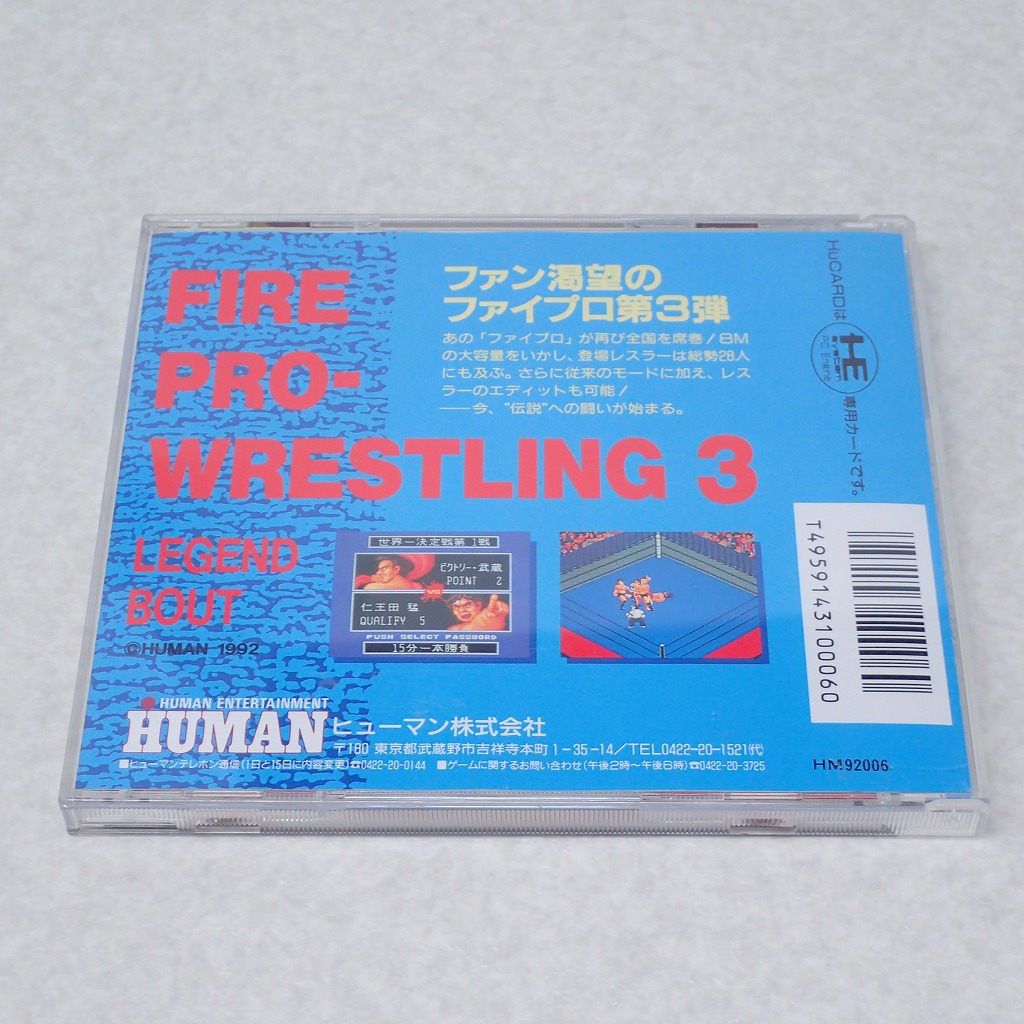 FIRE
PRO-
WRESTLING 3
LEGEND
BOUT
©HUMAN 1992
ファン渇望の
ファイプロ第3弾
あの「ファイプロ」が再び全国を席巻!8M
の大容量をいかし、登場レスラーは総勢28人
にも及ぶ。さらに従来のモードに加え、レス
ラーのエディットも可能!
——今、"伝説"への闘いが始まる。
HuCARDは
HE
SYSTEM
PC Engine
専用カードです。
世界一決定戦第1戦
ビクトリー・武蔵
POINT 2
VS
仁王田 猛
QUALIFY 5
PUSH SELECT PASSWORD
15分一本勝負
T4959143100060
HUMAN ENTERTAINMENT
HUMAN
ヒューマン株式会社
〒180 東京都武蔵野市吉祥寺本町1-35-14/TEL0422-20-1521(代)
■ヒューマンテレホン通信(1日と15日に内容変更)☎0422-20-0144 ■ゲームに関するお問い合わせ(午後2時~午後6時)☎0422-20-3725
HM92006